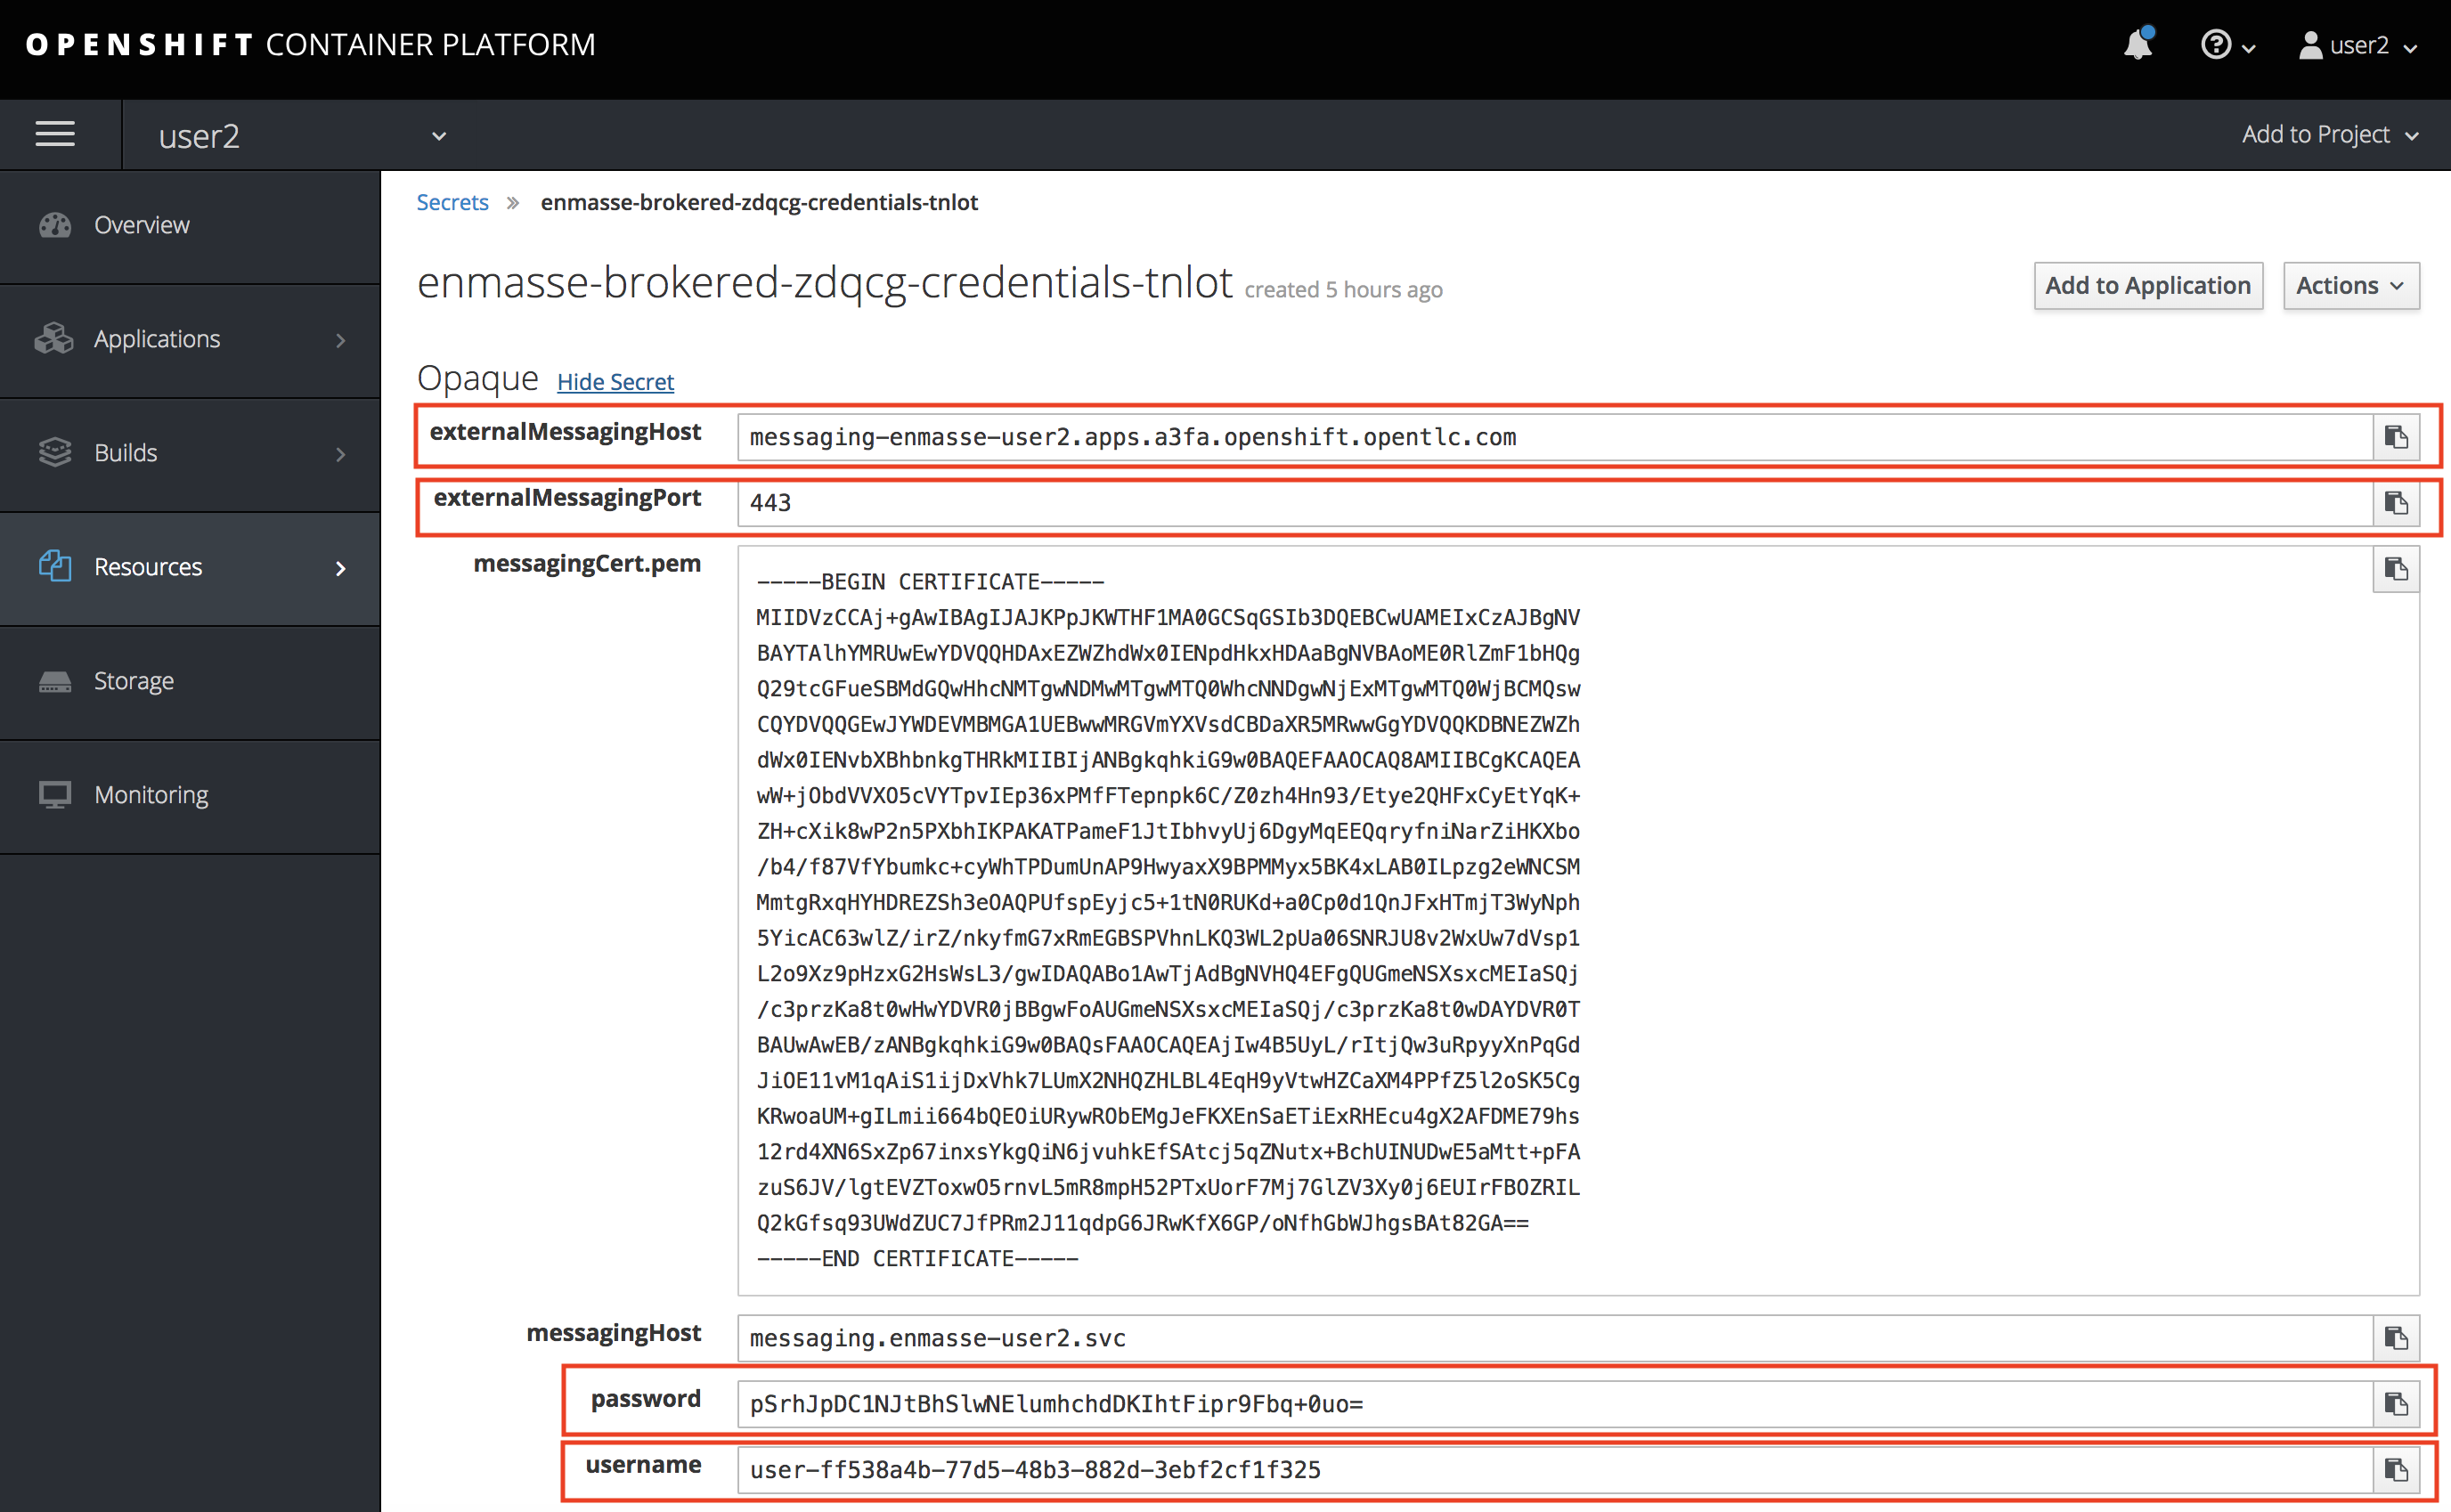 OPENSHIFT CONTAINER PLATFORM
user2
user2
Add to Project
Overview
Applications
Builds
Resources
Storage
Monitoring
Secrets » enmasse-brokered-zdqcg-credentials-tnlot
enmasse-brokered-zdqcg-credentials-tnlot created 5 hours ago
Add to Application
Actions
Opaque Hide Secret
externalMessagingHost messaging-enmasse-user2.apps.a3fa.openshift.opentlc.com
externalMessagingPort 443
messagingCert.pem
-----BEGIN CERTIFICATE-----
MIIDVzCCAj+gAwIBAgIJAJKPpJKWTHF1MA0GCSqGSIb3DQEBCwUAMEIxCzAJBgNV
BAYTAlhYMRUwEwYDVQQHDAxEZWZhdWx0IENpdHkxHDAaBgNVBAoME0RlZmF1bHQg
Q29tcGFueSBMdGQwHhcNMTgwNDMwMTgwMTQ0WhcNNDgwNjExMTgwMTQ0WjBCMQsw
CQYDVQQGEwJYWDEVMBMGA1UEBwwMRGVmYXVsdCBDaXR5MRwwGgYDVQQKDBNEZWZh
dWx0IENvbXBhbnkgTHRkMIIBIjANBgkqhkiG9w0BAQEFAAOCAQ8AMIIBCgKCAQEA
wW+jObdVVXO5cVYTpvIEp36xPMfFTepnpk6C/Z0zh4Hn93/Etye2QHFxCyEtYqK+
ZH+cXik8wP2n5PXbhIKPAKATPameF1JtIbhvyUj6DgyMqEEQqryfniNarZiHKXbo
/b4/f87VfYbumkc+cyWhTPDumUnAP9HwyaxX9BPMMyx5BK4xLAB0ILpzg2eWNCSM
MmtgRxqHYHDREZSh3eOAQPUfspEyjc5+1tN0RUKd+a0Cp0d1QnJFxHTmjT3WyNph
5YicAC63wlZ/irZ/nkyfmG7xRmEGBSPVhnLKQ3WL2pUa06SNRJU8v2WxUw7dVsp1
L2o9Xz9pHzxG2HsWsL3/gwIDAQABo1AwTjAdBgNVHQ4EFgQUGmeNSXsxcMEIaSQj
/c3przKa8t0wHwYDVR0jBBgwFoAUGmeNSXsxcMEIaSQj/c3przKa8t0wDAYDVR0T
BAUwAwEB/zANBgkqhkiG9w0BAQsFAAOCAQEAjIw4B5UyL/rItjQw3uRpyyXnPqGd
JiOE11vM1qAiS1ijDxVhk7LUmX2NHQZHLBL4EqH9yVtwHZCaXM4PPfZ5l2oSK5Cg
KRwoaUM+gILmii664bQEOiURywRObEMgJeFKXEnSaETiExRHEcu4gX2AFDME79hs
12rd4XN6SxZp67inxsYkgQiN6jvuhkEfSAtcj5qZNutx+BchUINUDwE5aMtt+pFA
zuS6JV/lgtEVZToxwO5rnvL5mR8mpH52PTxUorF7Mj7GlZV3Xy0j6EUIrFBOZRIL
Q2kGfsq93UWdZUC7JfPRm2J11qdpG6JRwKfX6GP/oNfhGbWJhgsBAt82GA==
-----END CERTIFICATE-----
messagingHost messaging.enmasse-user2.svc
password pSrhJpDC1NJtBhSlwNElumhchdDKIhtFipr9Fbq+0uo=
username user-ff538a4b-77d5-48b3-882d-3ebf2cf1f325